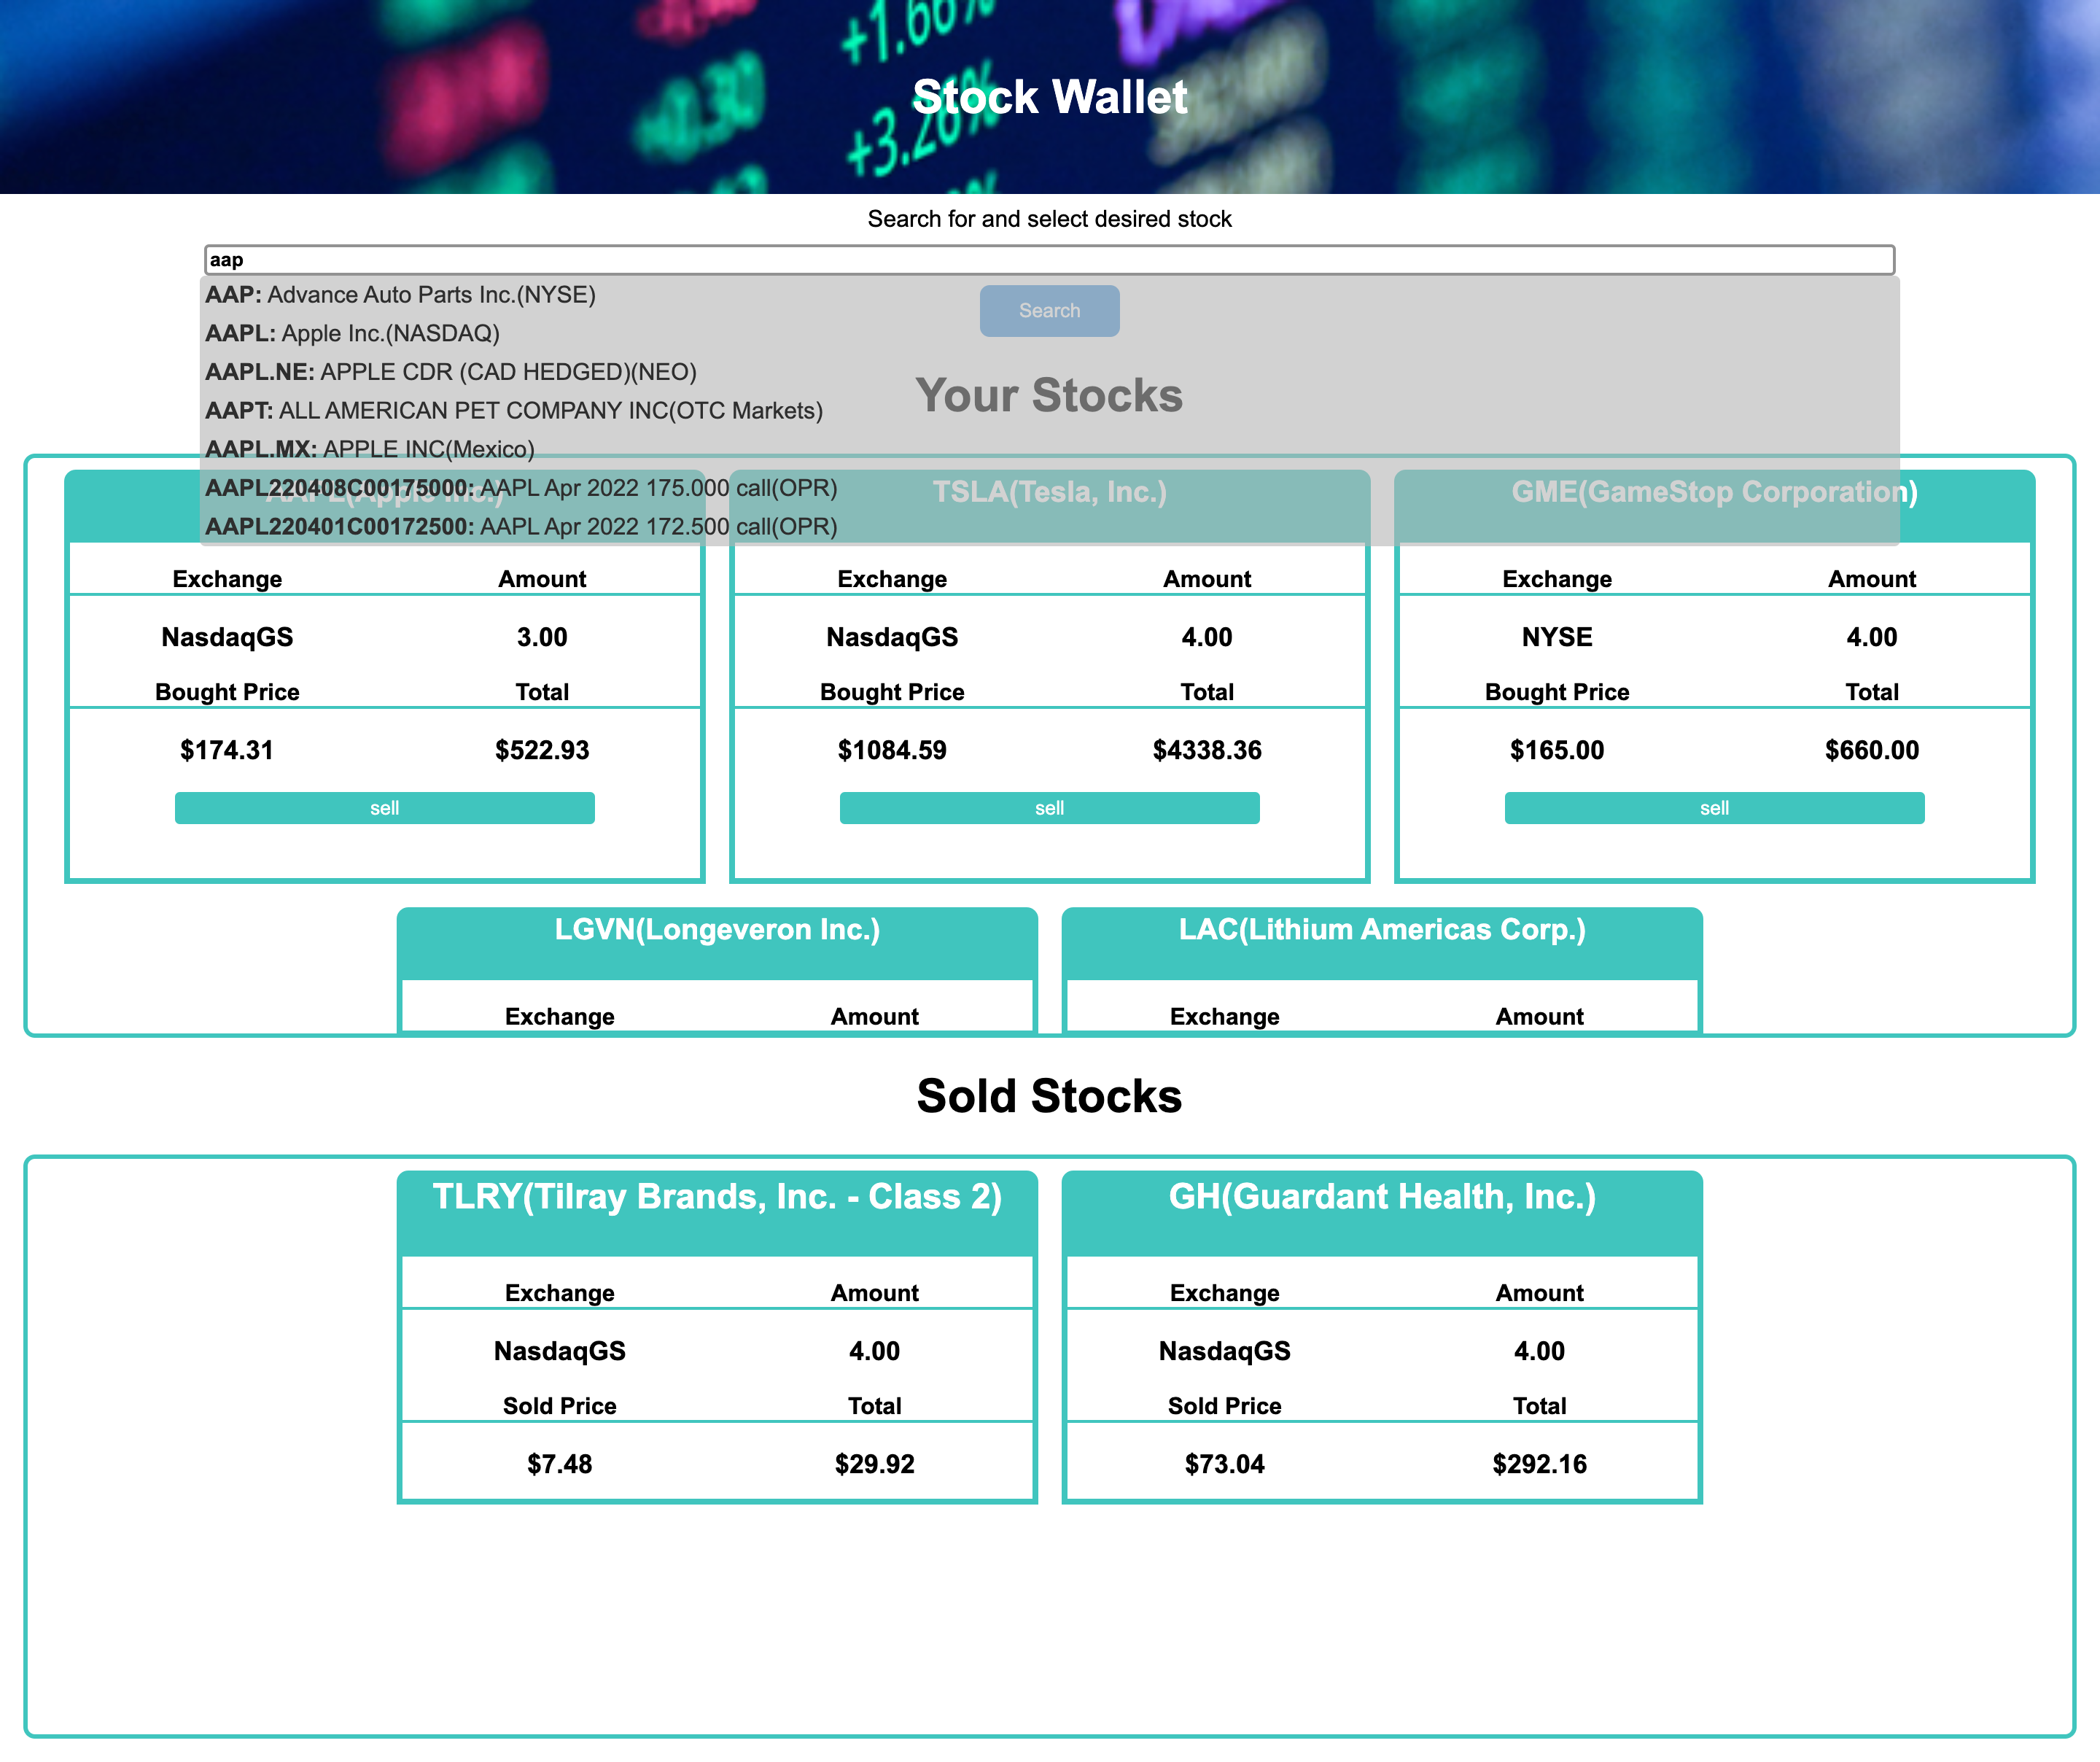 +1.66%
+0.30
+3.26%
Stock Wallet
Search for and select desired stock
aap
AAP: Advance Auto Parts Inc.(NYSE)
Search
AAPL: Apple Inc.(NASDAQ)
AAPL.NE: APPLE CDR (CAD HEDGED)(NEO)
Your Stocks
AAPT: ALL AMERICAN PET COMPANY INC(OTC Markets)
AAPL.MX: APPLE INC(Mexico)
AAPL(Apple Inc.) TSLA(Tesla, Inc.) GME(GameStop Corporation)
AAPL220408C00175000: AAPL Apr 2022 175.000 call(OPR)
AAPL220401C00172500: AAPL Apr 2022 172.500 call(OPR)
Exchange Amount Exchange Amount Exchange Amount
NasdaqGS 3.00 NasdaqGS 4.00 NYSE 4.00
Bought Price Total Bought Price Total Bought Price Total
$174.31 $522.93 $1084.59 $4338.36 $165.00 $660.00
sell sell sell
LGVN(Longeveron Inc.) LAC(Lithium Americas Corp.)
Exchange Amount Exchange Amount
Sold Stocks
TLRY(Tilray Brands, Inc. - Class 2) GH(Guardant Health, Inc.)
Exchange Amount Exchange Amount
NasdaqGS 4.00 NasdaqGS 4.00
Sold Price Total Sold Price Total
$7.48 $29.92 $73.04 $292.16